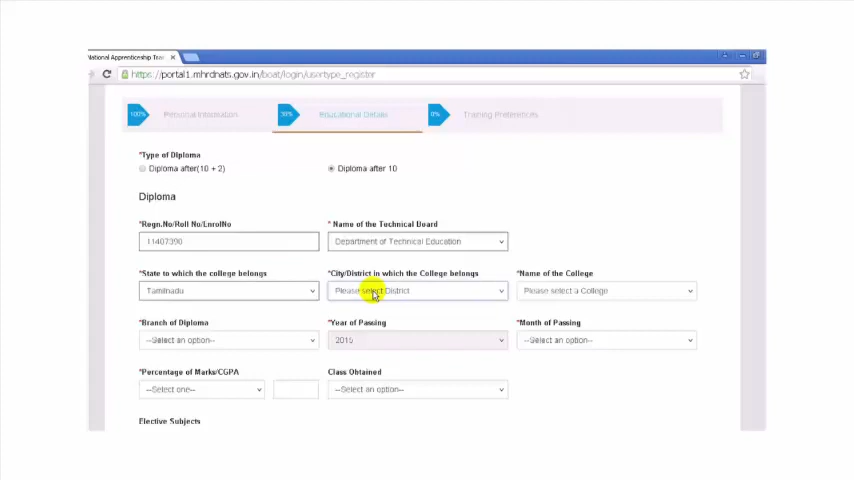 National Apprenticeship Train
https://portal1.mhrdnats.gov.in/boat/login/usertype_register
100% Personal Information Educational Details 0% Training Preferences
*Type of Diploma
Diploma after(10 + 2) Diploma after 10
Diploma
*Regn.No/Roll No/EnrolNo * Name of the Technical Board
11407390 Department of Technical Education
*State to which the college belongs *City/District in which the College belongs *Name of the College
Tamilnadu Please select District Please select a College
*Branch of Diploma *Year of Passing *Month of Passing
--Select an option-- --Select an option--
*Percentage of Marks/CGPA Class Obtained
--Select one-- --Select an option--
Elective Subjects